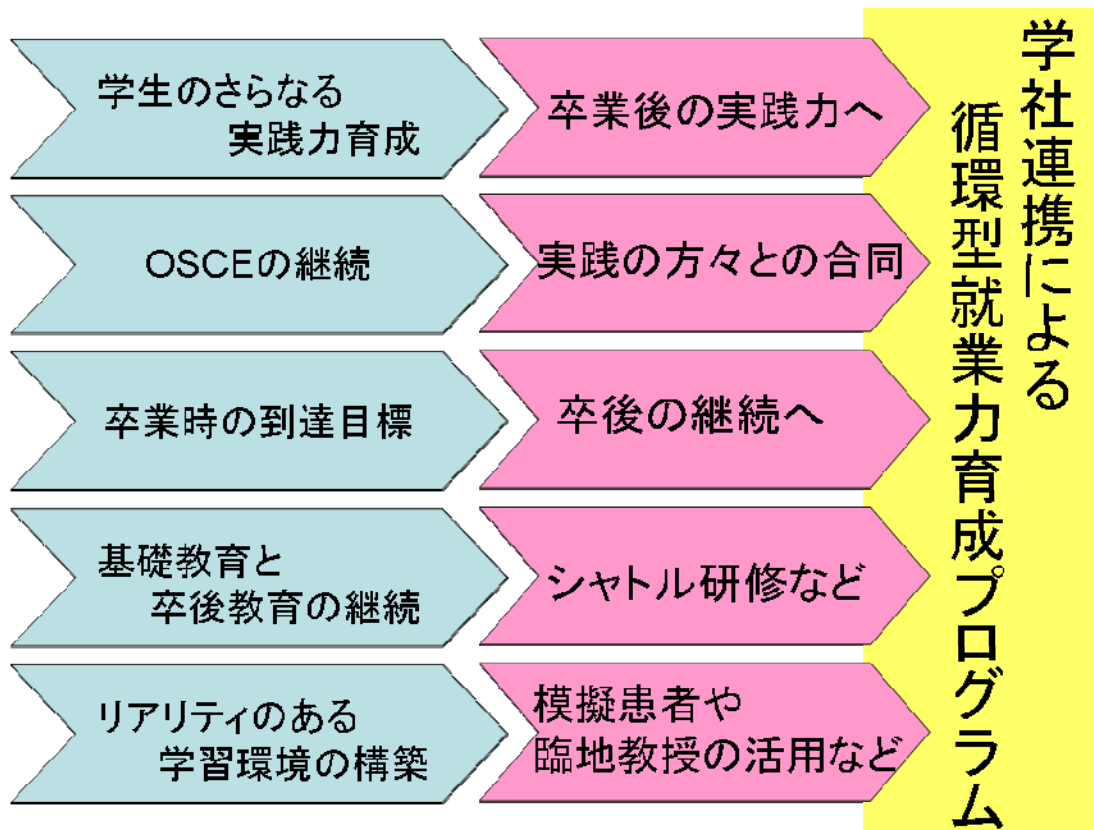 学生のさらなる
実践力育成
卒業後の実践力へ
OSCEの継続
実践の方々との合同
卒業時の到達目標
卒後の継続へ
基礎教育と
卒後教育の継続
シャトル研修など
リアリティのある
学習環境の構築
模擬患者や
臨地教授の活用など
学社連携による
循環型就業力育成プログラム